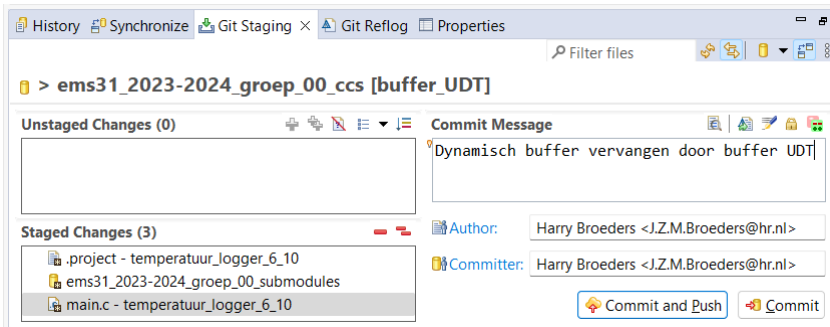 History Synchronize Git Staging Git Reflog Properties
Filter files
> ems31_2023-2024_groep_00_ccs [buffer_UDT]
Unstaged Changes (0)
Commit Message
Dynamisch buffer vervangen door buffer UDT
Staged Changes (3)
.project - temperatuur_logger_6_10
ems31_2023-2024_groep_00_submodules
main.c - temperatuur_logger_6_10
Author: Harry Broeders <J.Z.M.Broeders@hr.nl>
Committer: Harry Broeders <J.Z.M.Broeders@hr.nl>
Commit and Push Commit